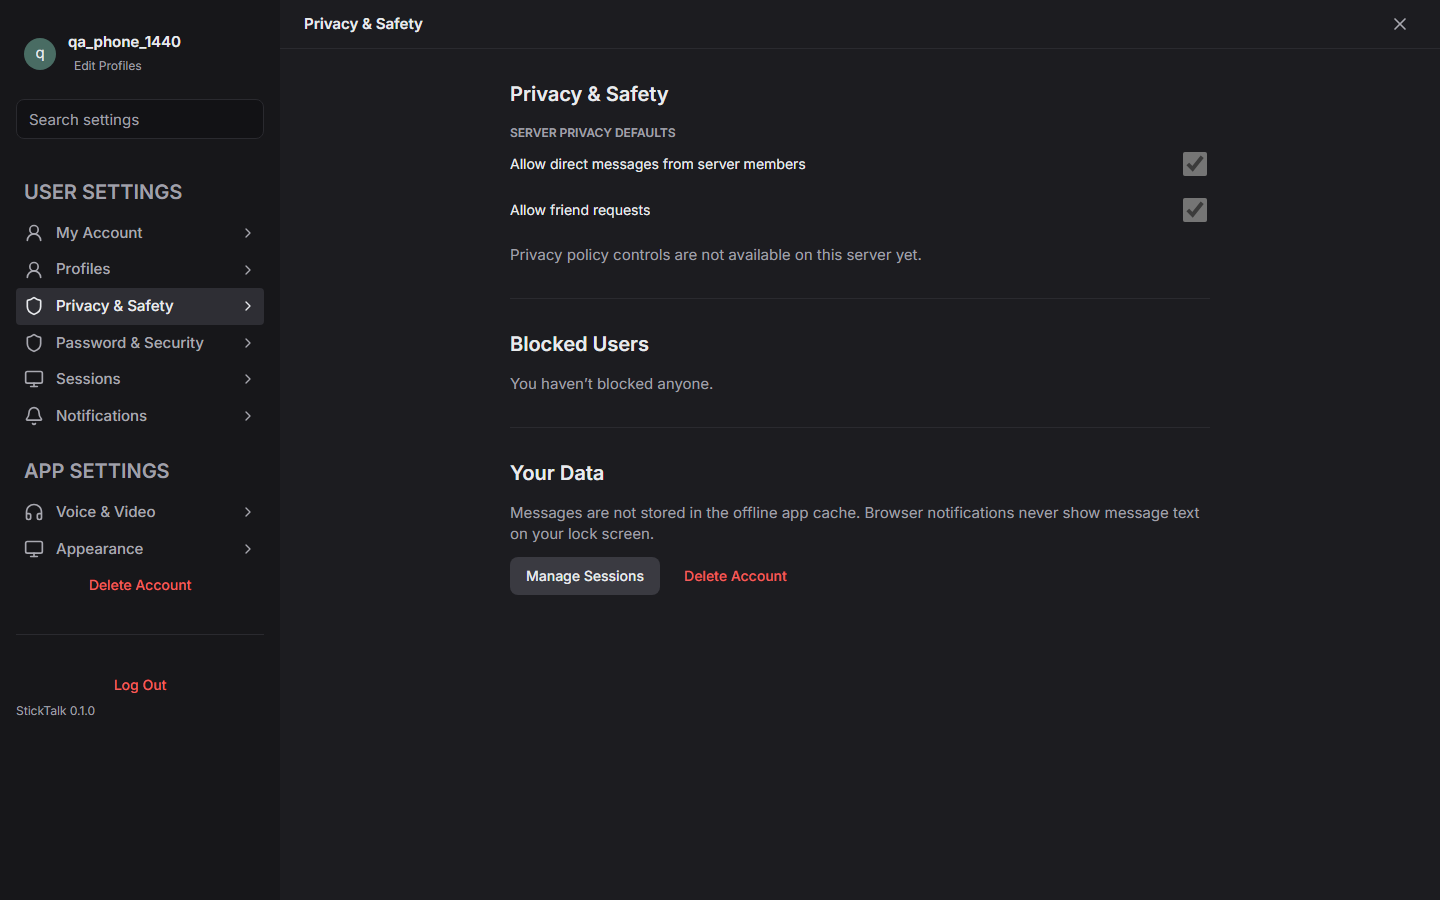 q
qa_phone_1440
Edit Profiles
Search settings
USER SETTINGS
My Account
Profiles
Privacy & Safety
Password & Security
Sessions
Notifications
APP SETTINGS
Voice & Video
Appearance
Delete Account
Log Out
StickTalk 0.1.0
Privacy & Safety
Privacy & Safety
SERVER PRIVACY DEFAULTS
Allow direct messages from server members
Allow friend requests
Privacy policy controls are not available on this server yet.
Blocked Users
You haven’t blocked anyone.
Your Data
Messages are not stored in the offline app cache. Browser notifications never show message text
on your lock screen.
Manage Sessions
Delete Account